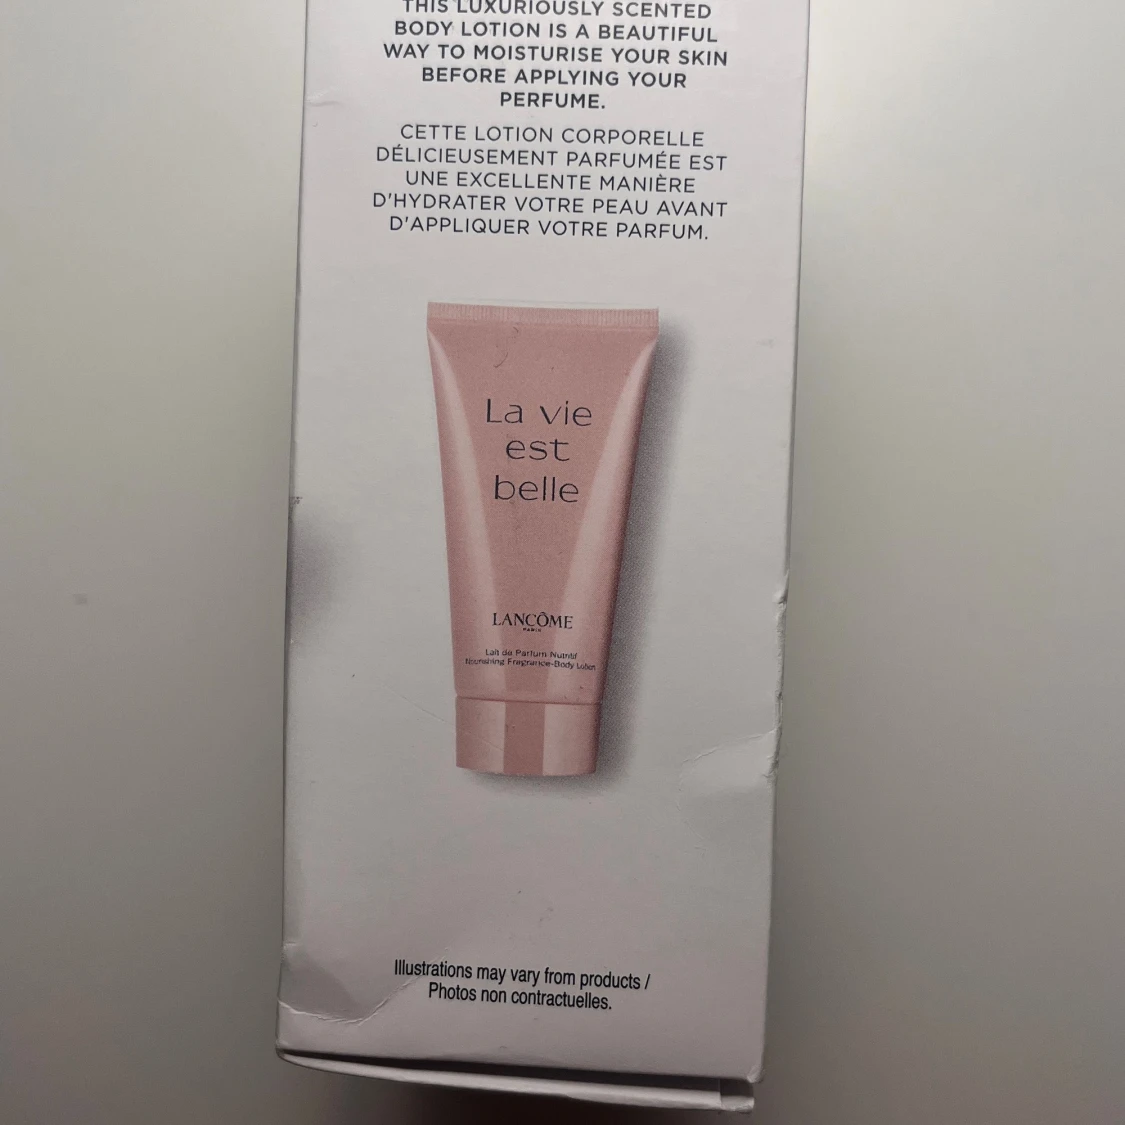 THIS LUXURIOUSLY SCENTED
BODY LOTION IS A BEAUTIFUL
WAY TO MOISTURISE YOUR SKIN
BEFORE APPLYING YOUR
PERFUME.
CETTE LOTION CORPORELLE
DÉLICIEUSEMENT PARFUMÉE EST
UNE EXCELLENTE MANIÈRE
D'HYDRATER VOTRE PEAU AVANT
D'APPLIQUER VOTRE PARFUM.
La vie
est
belle
LANCÔME
PARIS
Lait de Parfum Nutritif
Nourishing Fragrance-Body Lotion
Illustrations may vary from products /
Photos non contractuelles.